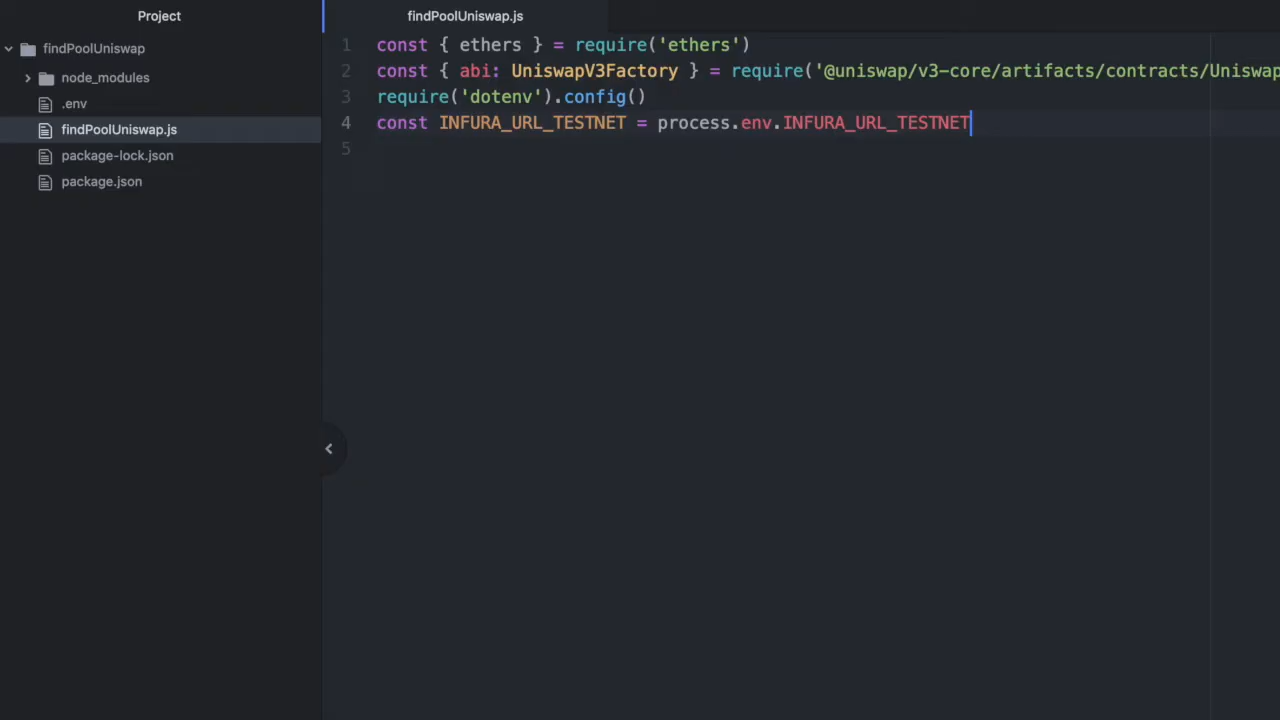 Project
findPoolUniswap
node_modules
.env
findPoolUniswap.js
package-lock.json
package.json
findPoolUniswap.js
1 const { ethers } = require('ethers')
2 const { abi: UniswapV3Factory } = require('@uniswap/v3-core/artifacts/contracts/Uniswap
3 require('dotenv').config()
4 const INFURA_URL_TESTNET = process.env.INFURA_URL_TESTNET
5